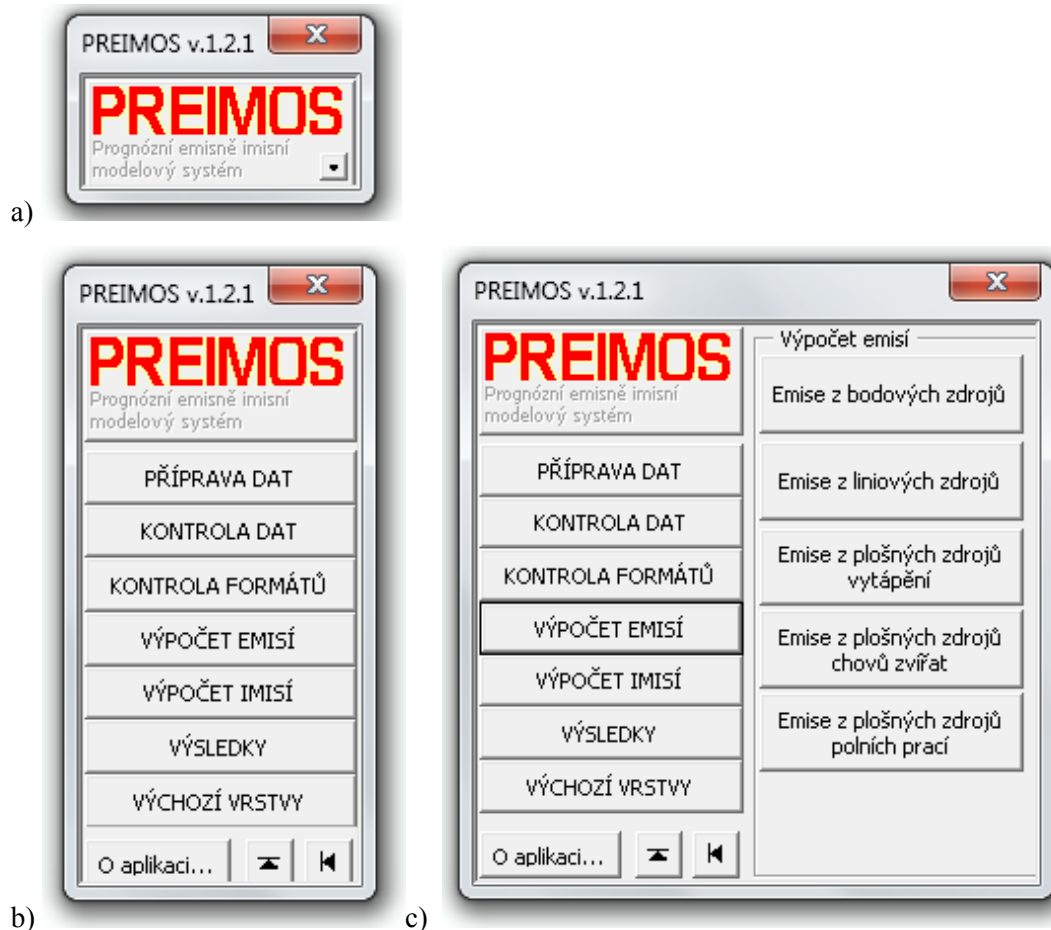 PREIMOS v.1.2.1
PREIMOS
Prognózní emisně imisní
modelový systém
a)
PREIMOS v.1.2.1
PREIMOS
Prognózní emisně imisní
modelový systém
PŘÍPRAVA DAT
KONTROLA DAT
KONTROLA FORMÁTŮ
VÝPOČET EMISÍ
VÝPOČET IMISÍ
VÝSLEDKY
VÝCHOZÍ VRSTVY
O aplikaci...
b)
PREIMOS v.1.2.1
PREIMOS
Prognózní emisně imisní
modelový systém
PŘÍPRAVA DAT
KONTROLA DAT
KONTROLA FORMÁTŮ
VÝPOČET EMISÍ
VÝPOČET IMISÍ
VÝSLEDKY
VÝCHOZÍ VRSTVY
O aplikaci...
Výpočet emisí
Emise z bodových zdrojů
Emise z liniových zdrojů
Emise z plošných zdrojů
vytápění
Emise z plošných zdrojů
chovů zvířat
Emise z plošných zdrojů
polních prací
c)